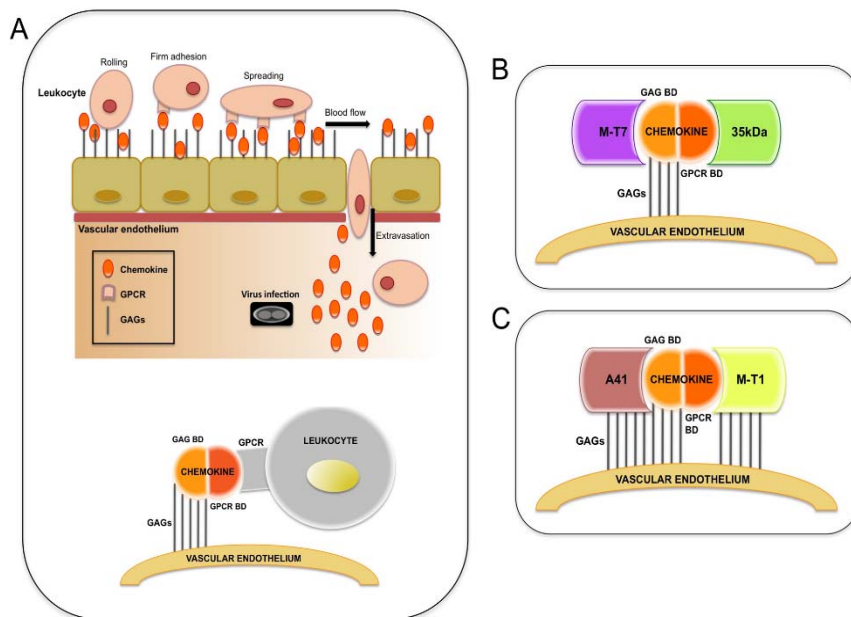 A
Rolling
Firm adhesion
Spreading
Leukocyte
Blood flow
Vascular endothelium
Extravasation
Chemokine
GPCR
GAGs
Virus infection
GAG BD
GPCR
LEUKOCYTE
CHEMOKINE
GPCR BD
GAGs
VASCULAR ENDOTHELIUM
B
GAG BD
M-T7
CHEMOKINE
35kDa
GPCR BD
GAGs
VASCULAR ENDOTHELIUM
C
GAG BD
A41
CHEMOKINE
M-T1
GPCR
BD
GAGs
VASCULAR ENDOTHELIUM